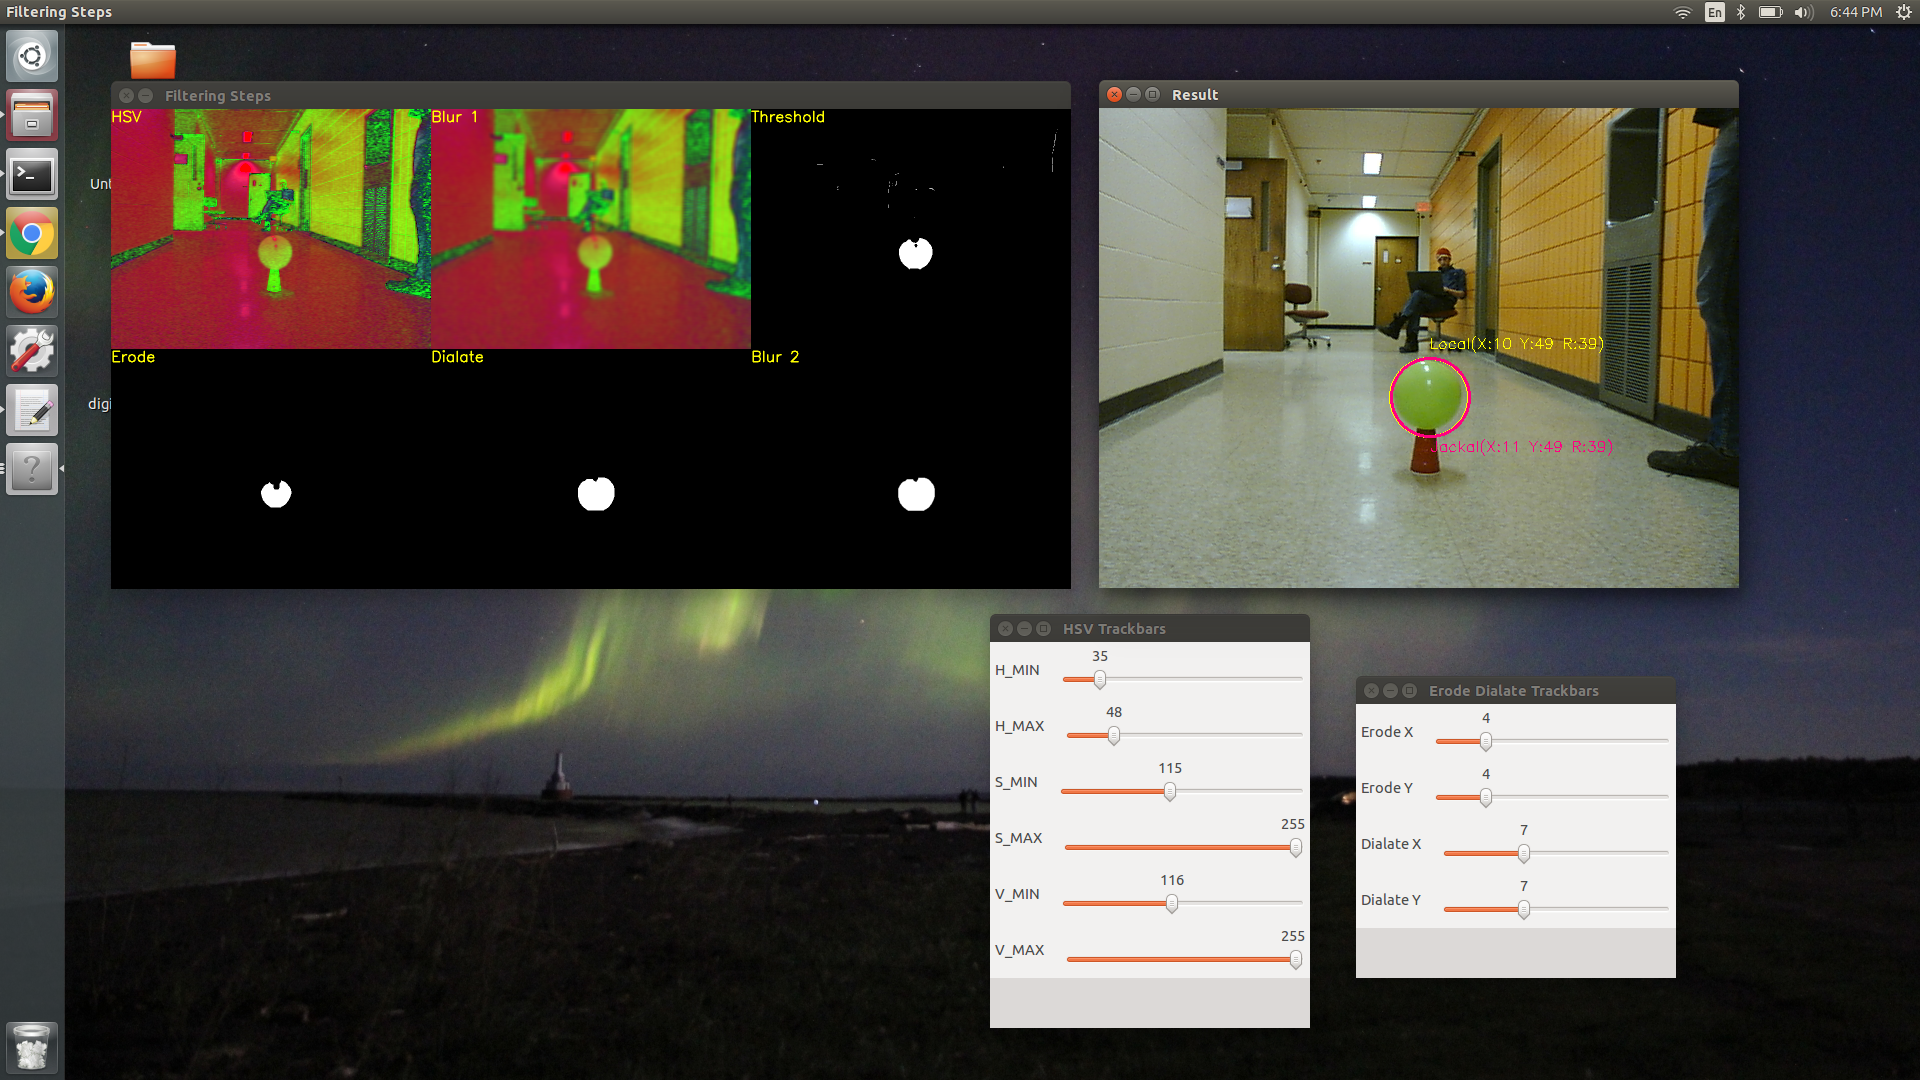 Filtering Steps
En
6:44 PM
Unt
digi
Filtering Steps
HSV
Blur 1
Threshold
Erode
Dialate
Blur 2
Result
Local(X:10 Y:49 R:39)
Jackal(X:11 Y:49 R:39)
HSV Trackbars
35
H_MIN
48
H_MAX
115
S_MIN
255
S_MAX
116
V_MIN
255
V_MAX
Erode Dialate Trackbars
4
Erode X
4
Erode Y
7
Dialate X
7
Dialate Y